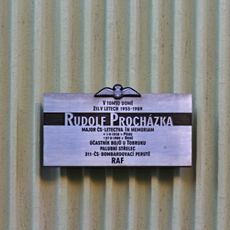 V TOMTO DOMĚ
ŽIL V LETECH 1955-1989
RUDOLF PROCHÁZKA
MAJOR ČS. LETECTVA IN MEMORIAM
ÚČASTNÍK BOJŮ U TOBRUKU
PALUBNÍ STŘELEC
311. ČS. BOMBARDOVACÍ PERUTĚ
RAF